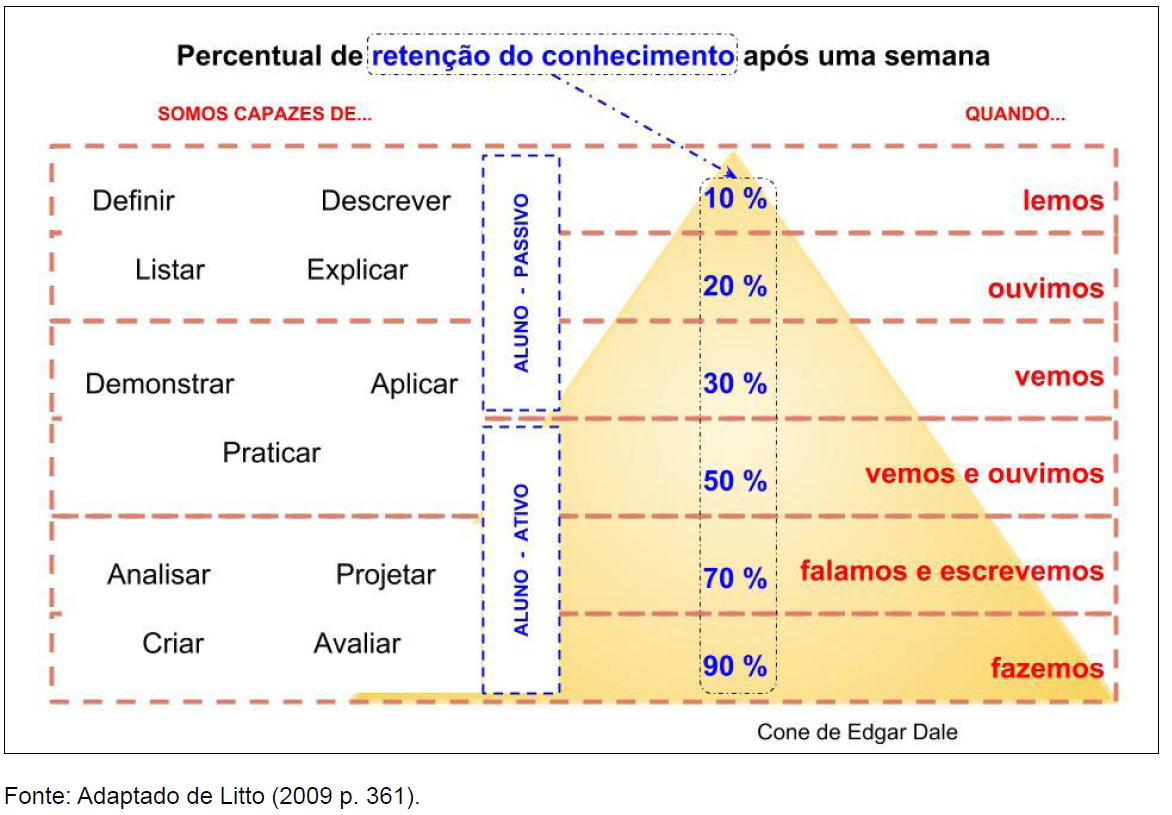 Percentual de retenção do conhecimento após uma semana
SOMOS CAPAZES DE...
QUANDO...
Definir
Descrever
Listar
Explicar
Demonstrar
Aplicar
Praticar
Analisar
Projetar
Criar
Avaliar
ALUNO - PASSIVO
ALUNO - ATIVO
10 %
lemos
20 %
ouvimos
30 %
vemos
50 %
vemos e ouvimos
70 %
falamos e escrevemos
90 %
fazemos
Cone de Edgar Dale
Fonte: Adaptado de Litto (2009 p. 361).